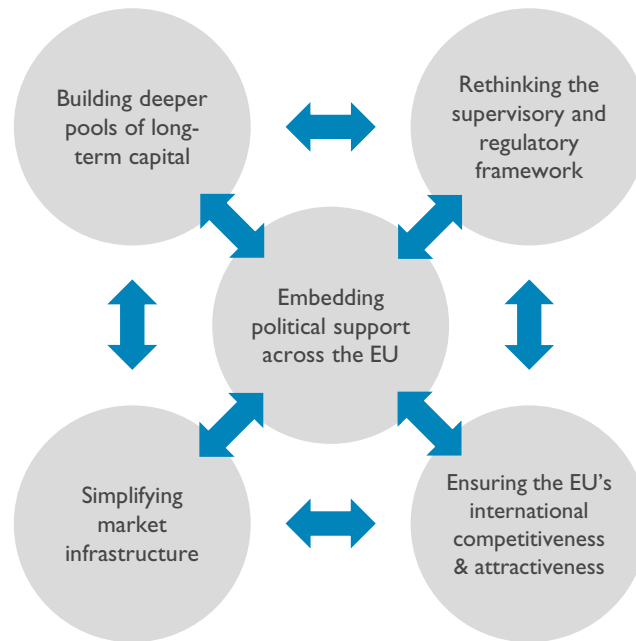 Building deeper
pools of long-
term capital
Rethinking the
supervisory and
regulatory
framework
Embedding
political support
across the EU
Simplifying
market
infrastructure
Ensuring the EU’s
international
competitiveness
& attractiveness